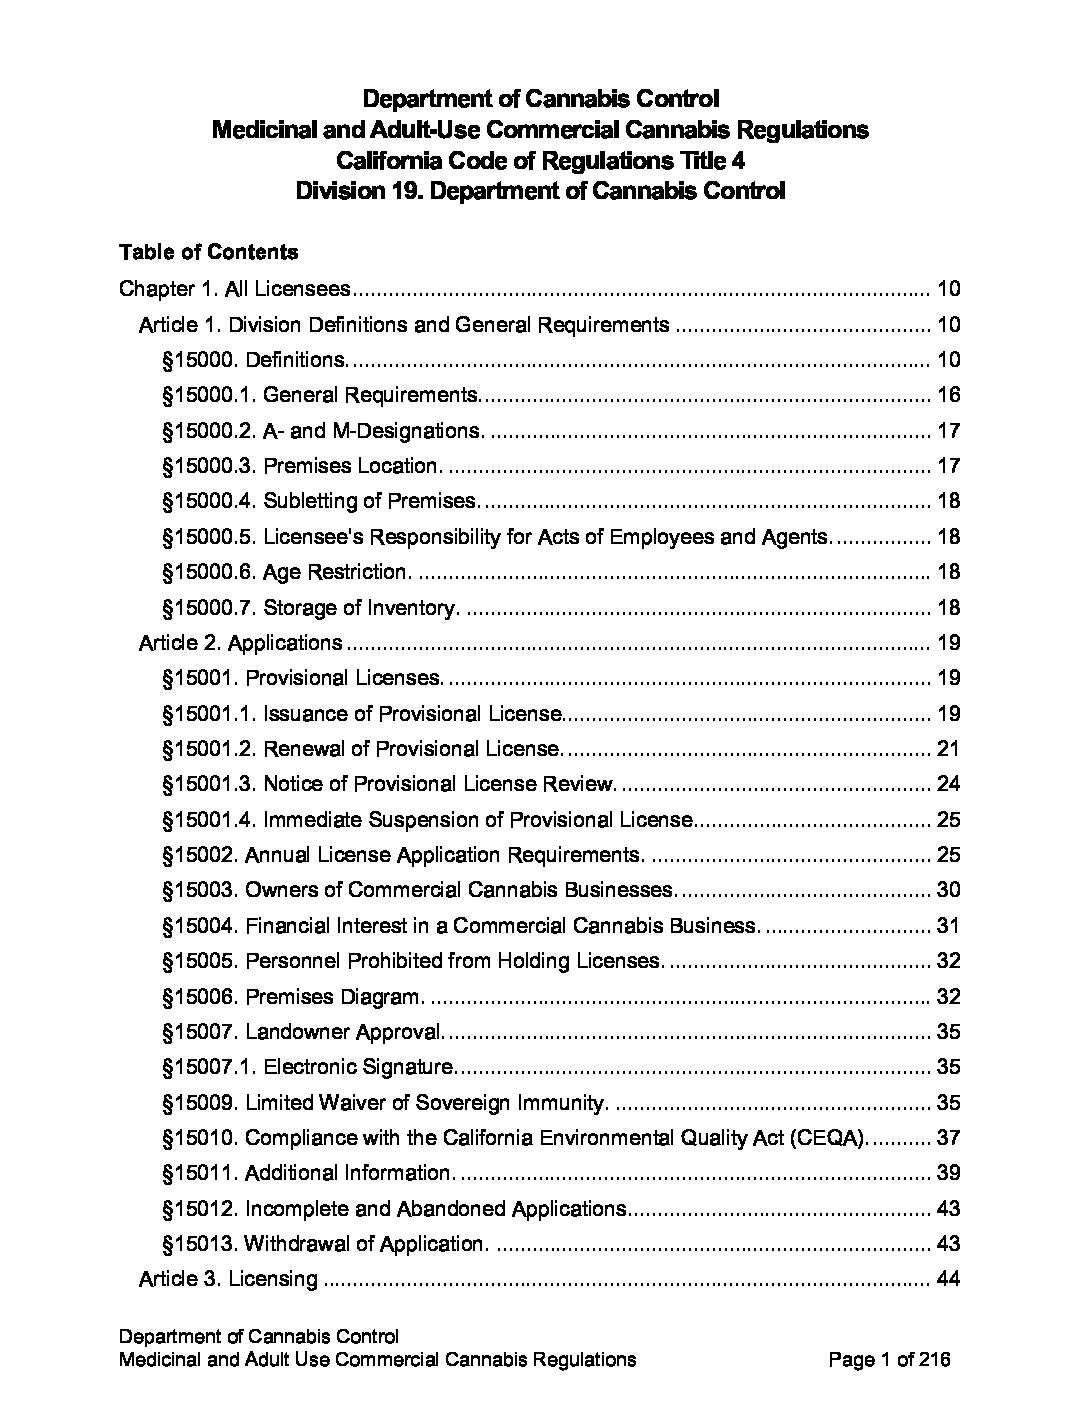 Department of Cannabis Control
Medicinal and Adult-Use Commercial Cannabis Regulations
California Code of Regulations Title 4
Division 19. Department of Cannabis Control
Table of Contents
Chapter 1. All Licensees.................................................................................................. 10
Article 1. Division Definitions and General Requirements ........................................... 10
§15000. Definitions. .................................................................................................. 10
§15000.1. General Requirements............................................................................ 16
§15000.2. A- and M-Designations. .......................................................................... 17
§15000.3. Premises Location. ................................................................................. 17
§15000.4. Subletting of Premises. ........................................................................... 18
§15000.5. Licensee's Responsibility for Acts of Employees and Agents. ................ 18
§15000.6. Age Restriction. ...................................................................................... 18
§15000.7. Storage of Inventory. .............................................................................. 18
Article 2. Applications .................................................................................................. 19
§15001. Provisional Licenses. ................................................................................. 19
§15001.1. Issuance of Provisional License.............................................................. 19
§15001.2. Renewal of Provisional License. ............................................................. 21
§15001.3. Notice of Provisional License Review. .................................................... 24
§15001.4. Immediate Suspension of Provisional License........................................ 25
§15002. Annual License Application Requirements. ............................................... 25
§15003. Owners of Commercial Cannabis Businesses. .......................................... 30
§15004. Financial Interest in a Commercial Cannabis Business. ............................ 31
§15005. Personnel Prohibited from Holding Licenses. ............................................ 32
§15006. Premises Diagram. .................................................................................... 32
§15007. Landowner Approval. ................................................................................. 35
§15007.1. Electronic Signature................................................................................ 35
§15009. Limited Waiver of Sovereign Immunity. ..................................................... 35
§15010. Compliance with the California Environmental Quality Act (CEQA). .......... 37
§15011. Additional Information. ............................................................................... 39
§15012. Incomplete and Abandoned Applications................................................... 43
§15013. Withdrawal of Application. ......................................................................... 43
Article 3. Licensing ...................................................................................................... 44
Department of Cannabis Control
Medicinal and Adult Use Commercial Cannabis Regulations Page 1 of 216